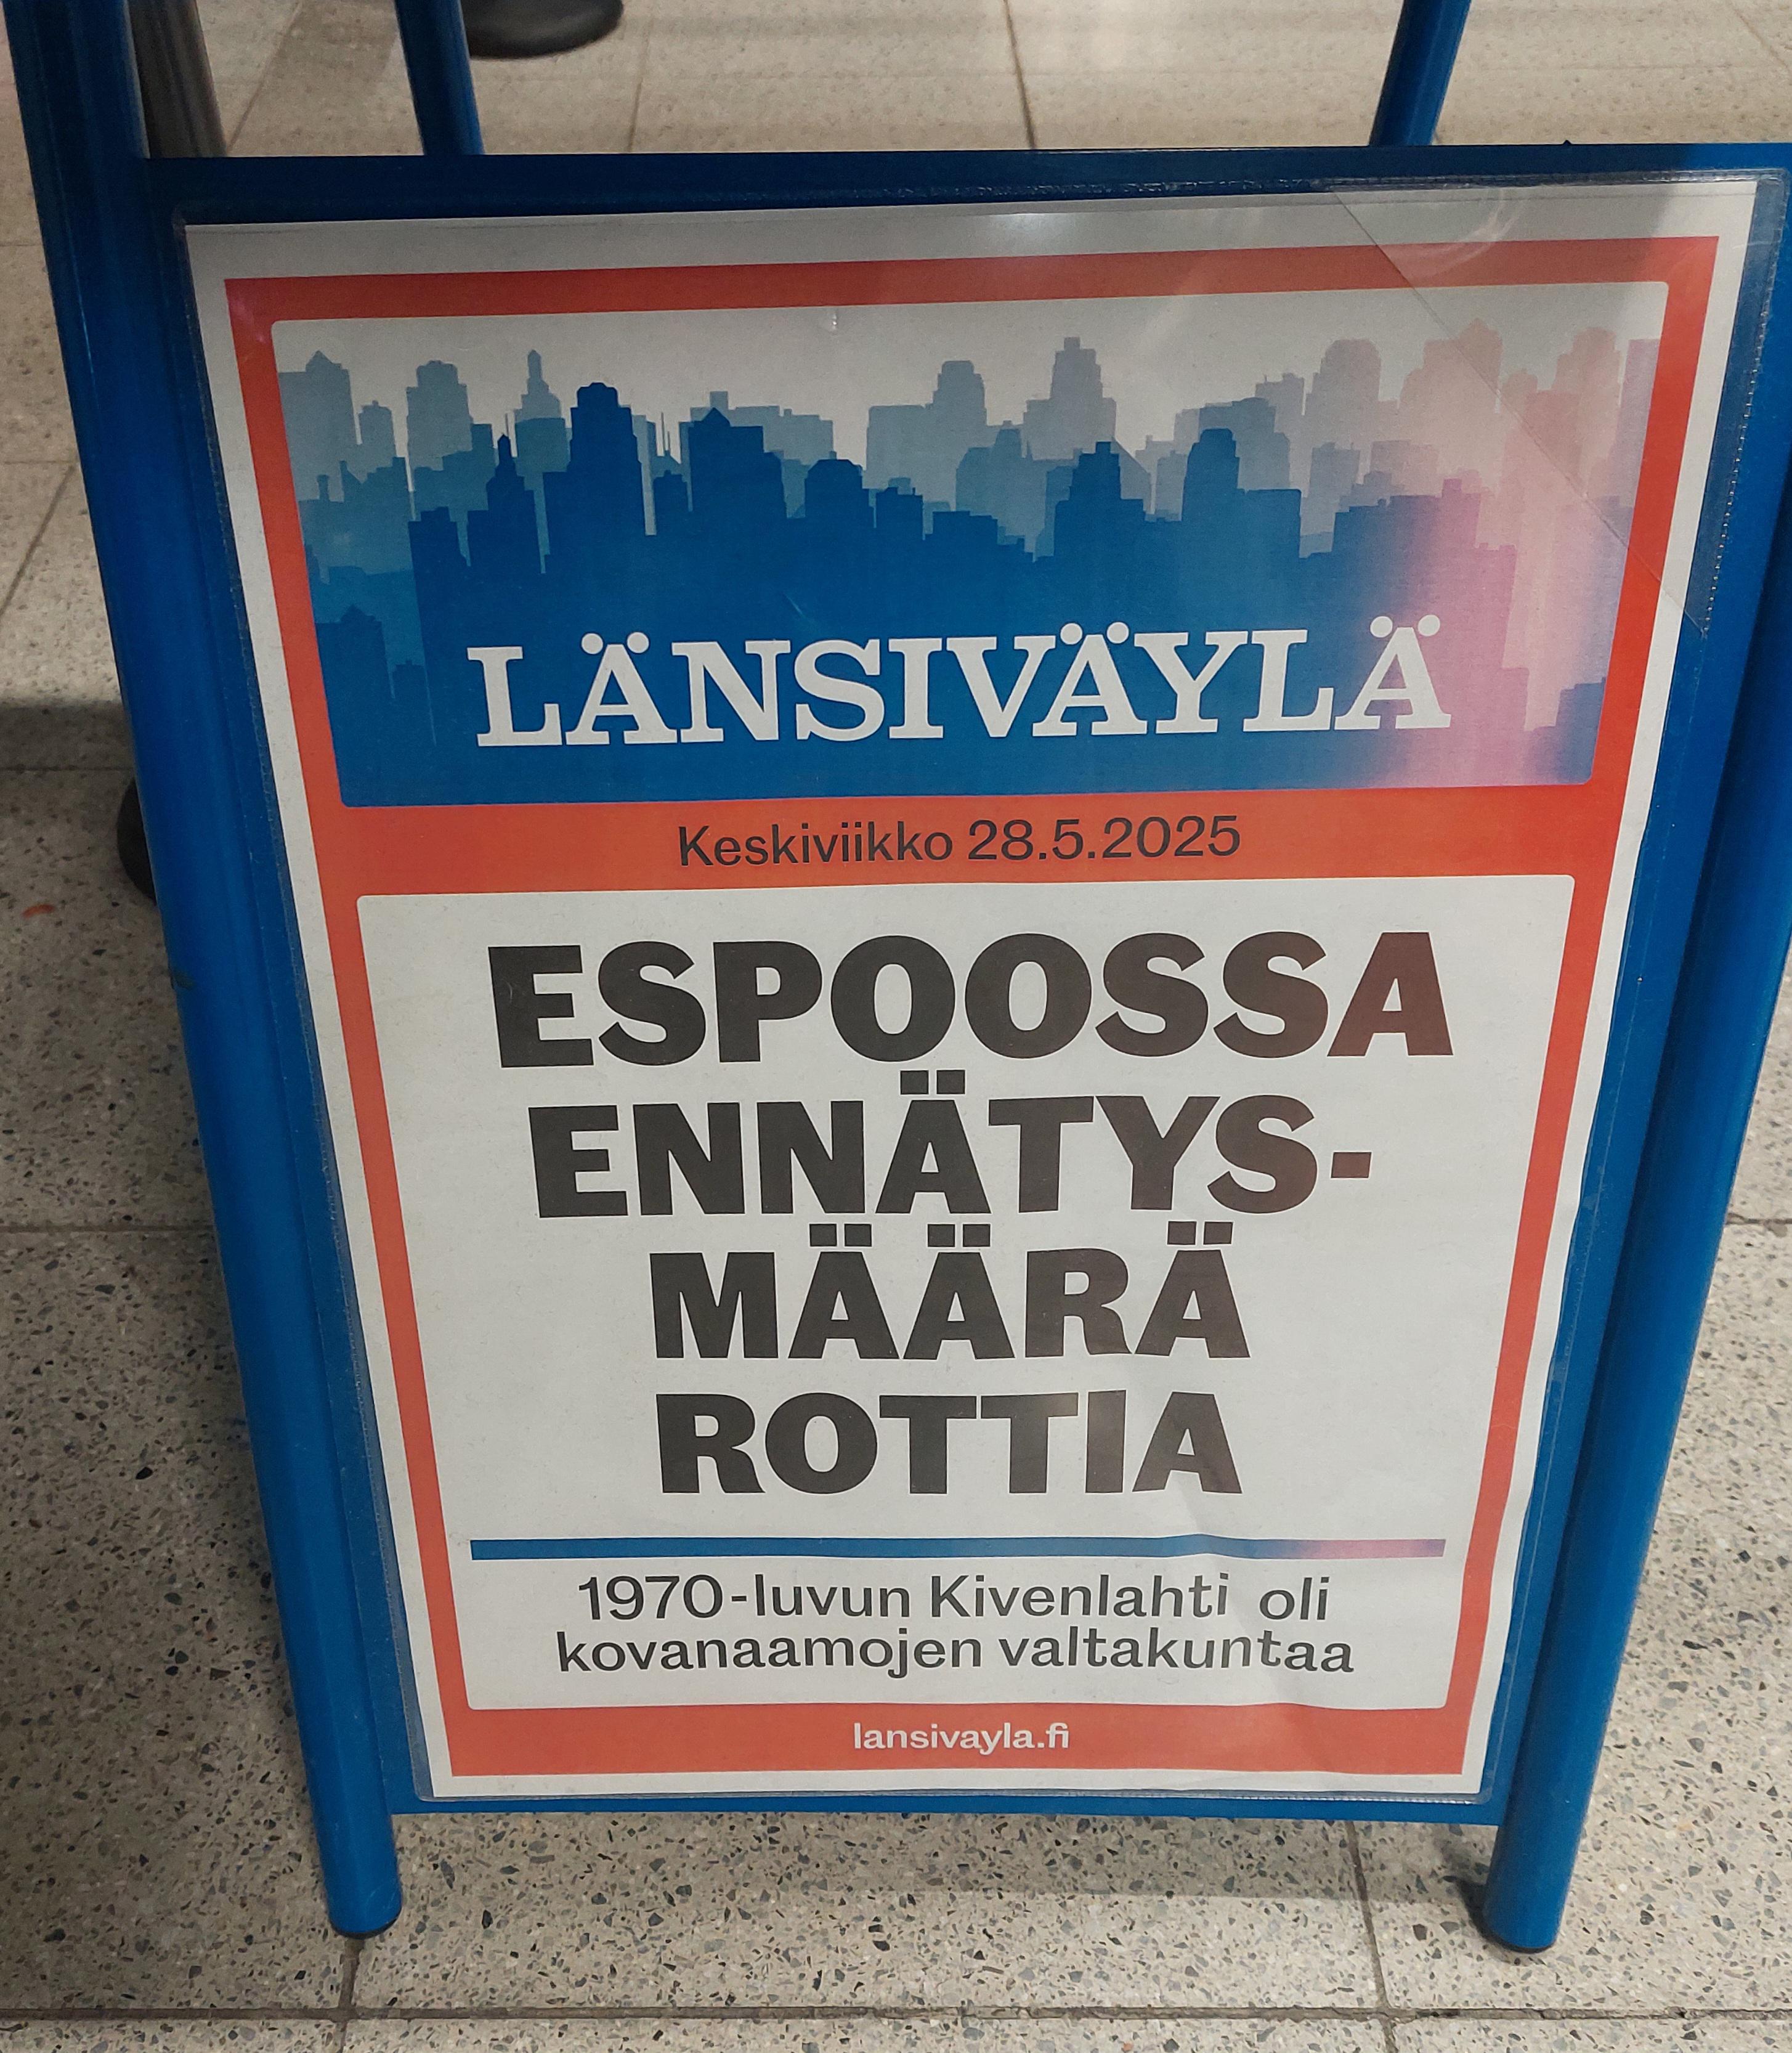 LÄNSIVÄYLÄ
Keskiviikko 28.5.2025
ESPOOSSA
ENNÄTYS-
MÄÄRÄ
ROTTIA
1970-luvun Kivenlahti oli
kovanaamojen valtakuntaa
lansivayla.fi